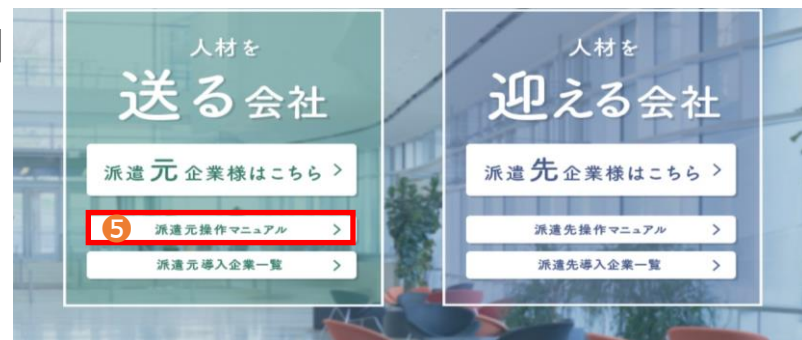 人材を
送る会社
派遣元企業様はこちら >
5 派遣元操作マニュアル >
派遣元導入企業一覧 >
人材を
迎える会社
派遣先企業様はこちら >
派遣先操作マニュアル >
派遣先導入企業一覧 >